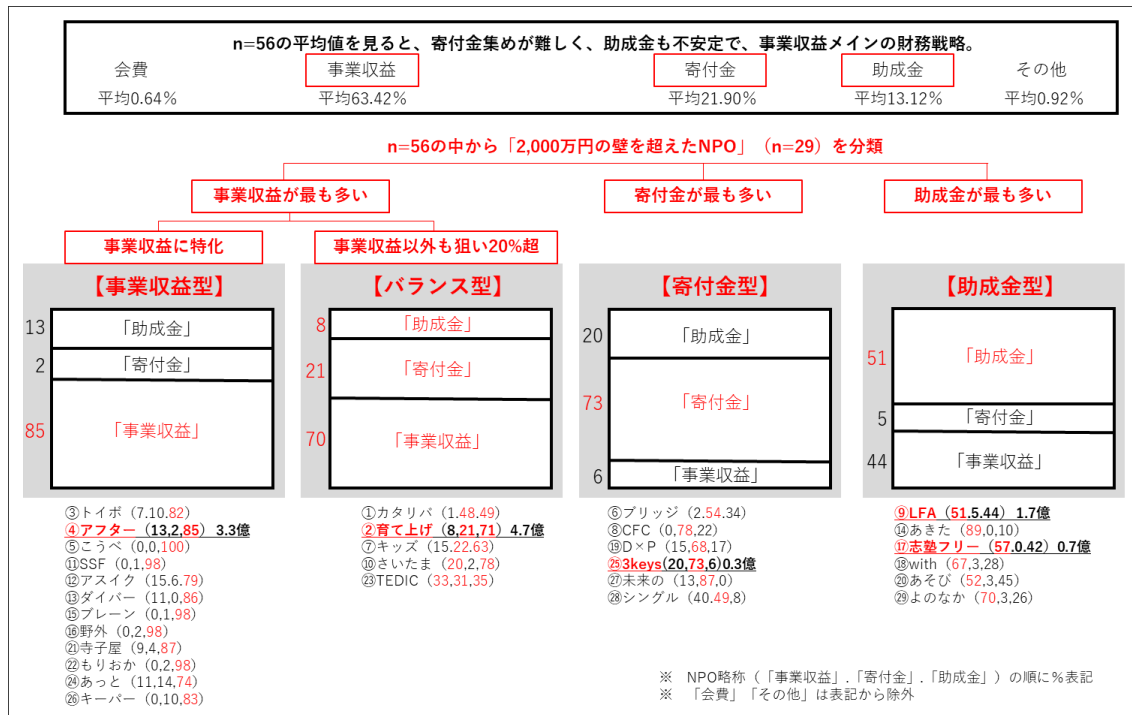 n=56の平均値を見ると、寄付金集めが難しく、助成金も不安定で、事業収益メインの財務戦略。
会費 事業収益 寄付金 助成金 その他
平均0.64% 平均63.42% 平均21.90% 平均13.12% 平均0.92%
n=56の中から「2,000万円の壁を超えたNPO」（n=29）を分類
事業収益が最も多い 寄付金が最も多い 助成金が最も多い
事業収益に特化 事業収益以外も狙い20%超
【事業収益型】
13 「助成金」
2 「寄付金」
85 「事業収益」
③トイボ（7.10.82）
④アフター（13,2,85） 3.3億
⑤こうべ（0,0,100）
⑪SSF（0,1,98）
⑫アスイク（15.6.79）
⑬ダイバー（11,0,86）
⑮ブレーン（0,1,98）
⑯野外（0,2,98）
㉑寺子屋（9,4,87）
㉒もりおか（0,2,98）
㉔あっと（11,14,74）
㉖キーパー（0,10,83）
【バランス型】
8 「助成金」
21 「寄付金」
70 「事業収益」
①カタリバ（1.48.49）
②育て上げ（8,21,71） 4.7億
⑦キッズ（15.22.63）
⑩さいたま（20,2,78）
㉓TEDIC（33,31,35）
【寄付金型】
20 「助成金」
73 「寄付金」
6 「事業収益」
⑥ブリッジ（2.54.34）
⑧CFC（0,78,22）
⑲D×P（15,68,17）
㉕3keys(20,73,6)0.3億
㉗未来の（13,87,0）
㉘シングル（40.49,8）
【助成金型】
51 「助成金」
5 「寄付金」
44 「事業収益」
⑨LFA（51.5.44） 1.7億
⑭あきた（89,0,10）
⑰志塾フリー（57.0.42）0.7億
⑱with（67,3,28）
⑳あそび（52,3,45）
㉙よのなか（70,3,26）
※ NPO略称（「事業収益」.「寄付金」.「助成金」）の順に%表記
※ 「会費」「その他」は表記から除外